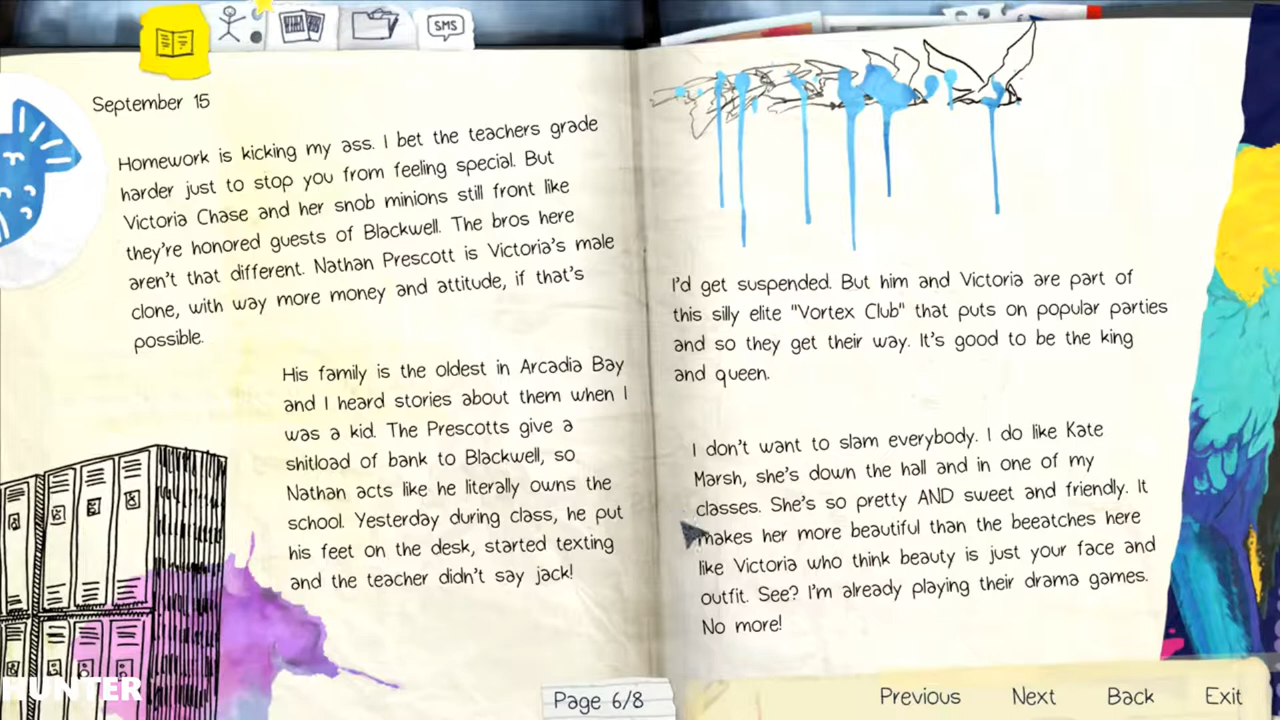 SMS
September 15
Homework is kicking my ass. I bet the teachers grade
harder just to stop you from feeling special. But
Victoria Chase and her snob minions still front like
they're honored guests of Blackwell. The bros here
aren't that different. Nathan Prescott is Victoria's male
clone, with way more money and attitude, if that's
possible.
His family is the oldest in Arcadia Bay
and I heard stories about them when I
was a kid. The Prescotts give a
shitload of bank to Blackwell, so
Nathan acts like he literally owns the
school. Yesterday during class, he put
his feet on the desk, started texting
and the teacher didn't say jack!
I'd get suspended. But him and Victoria are part of
this silly elite "Vortex Club" that puts on popular parties
and so they get their way. It's good to be the king
and queen.
I don't want to slam everybody. I do like Kate
Marsh, she's down the hall and in one of my
classes. She's so pretty AND sweet and friendly. It
makes her more beautiful than the beeatches here
like Victoria who think beauty is just your face and
outfit. See? I'm already playing their drama games.
No more!
HUNTER
Page 6/8
Previous Next Back Exit